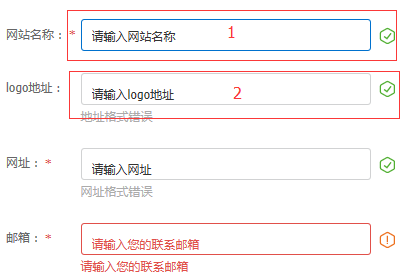 网站名称：* 请输入网站名称 1
logo地址： 请输入logo地址 2
地址格式错误
网址：* 请输入网址
网址格式错误
邮箱：* 请输入您的联系邮箱
请输入您的联系邮箱